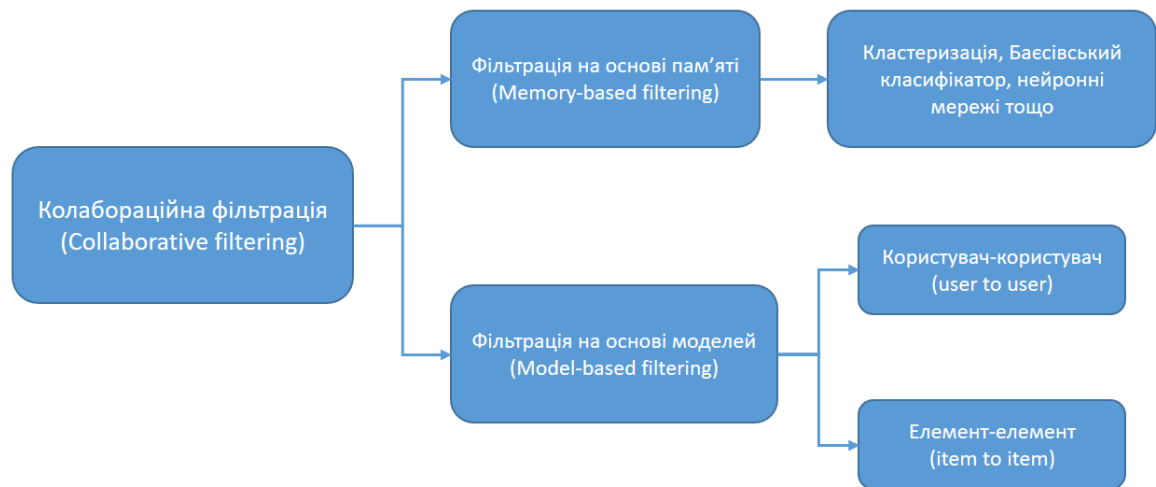 Колабораційна фільтрація
(Collaborative filtering)
Фільтрація на основі пам’яті
(Memory-based filtering)
Кластеризація, Баєсівський
класифікатор, нейронні
мережі тощо
Фільтрація на основі моделей
(Model-based filtering)
Користувач-користувач
(user to user)
Елемент-елемент
(item to item)